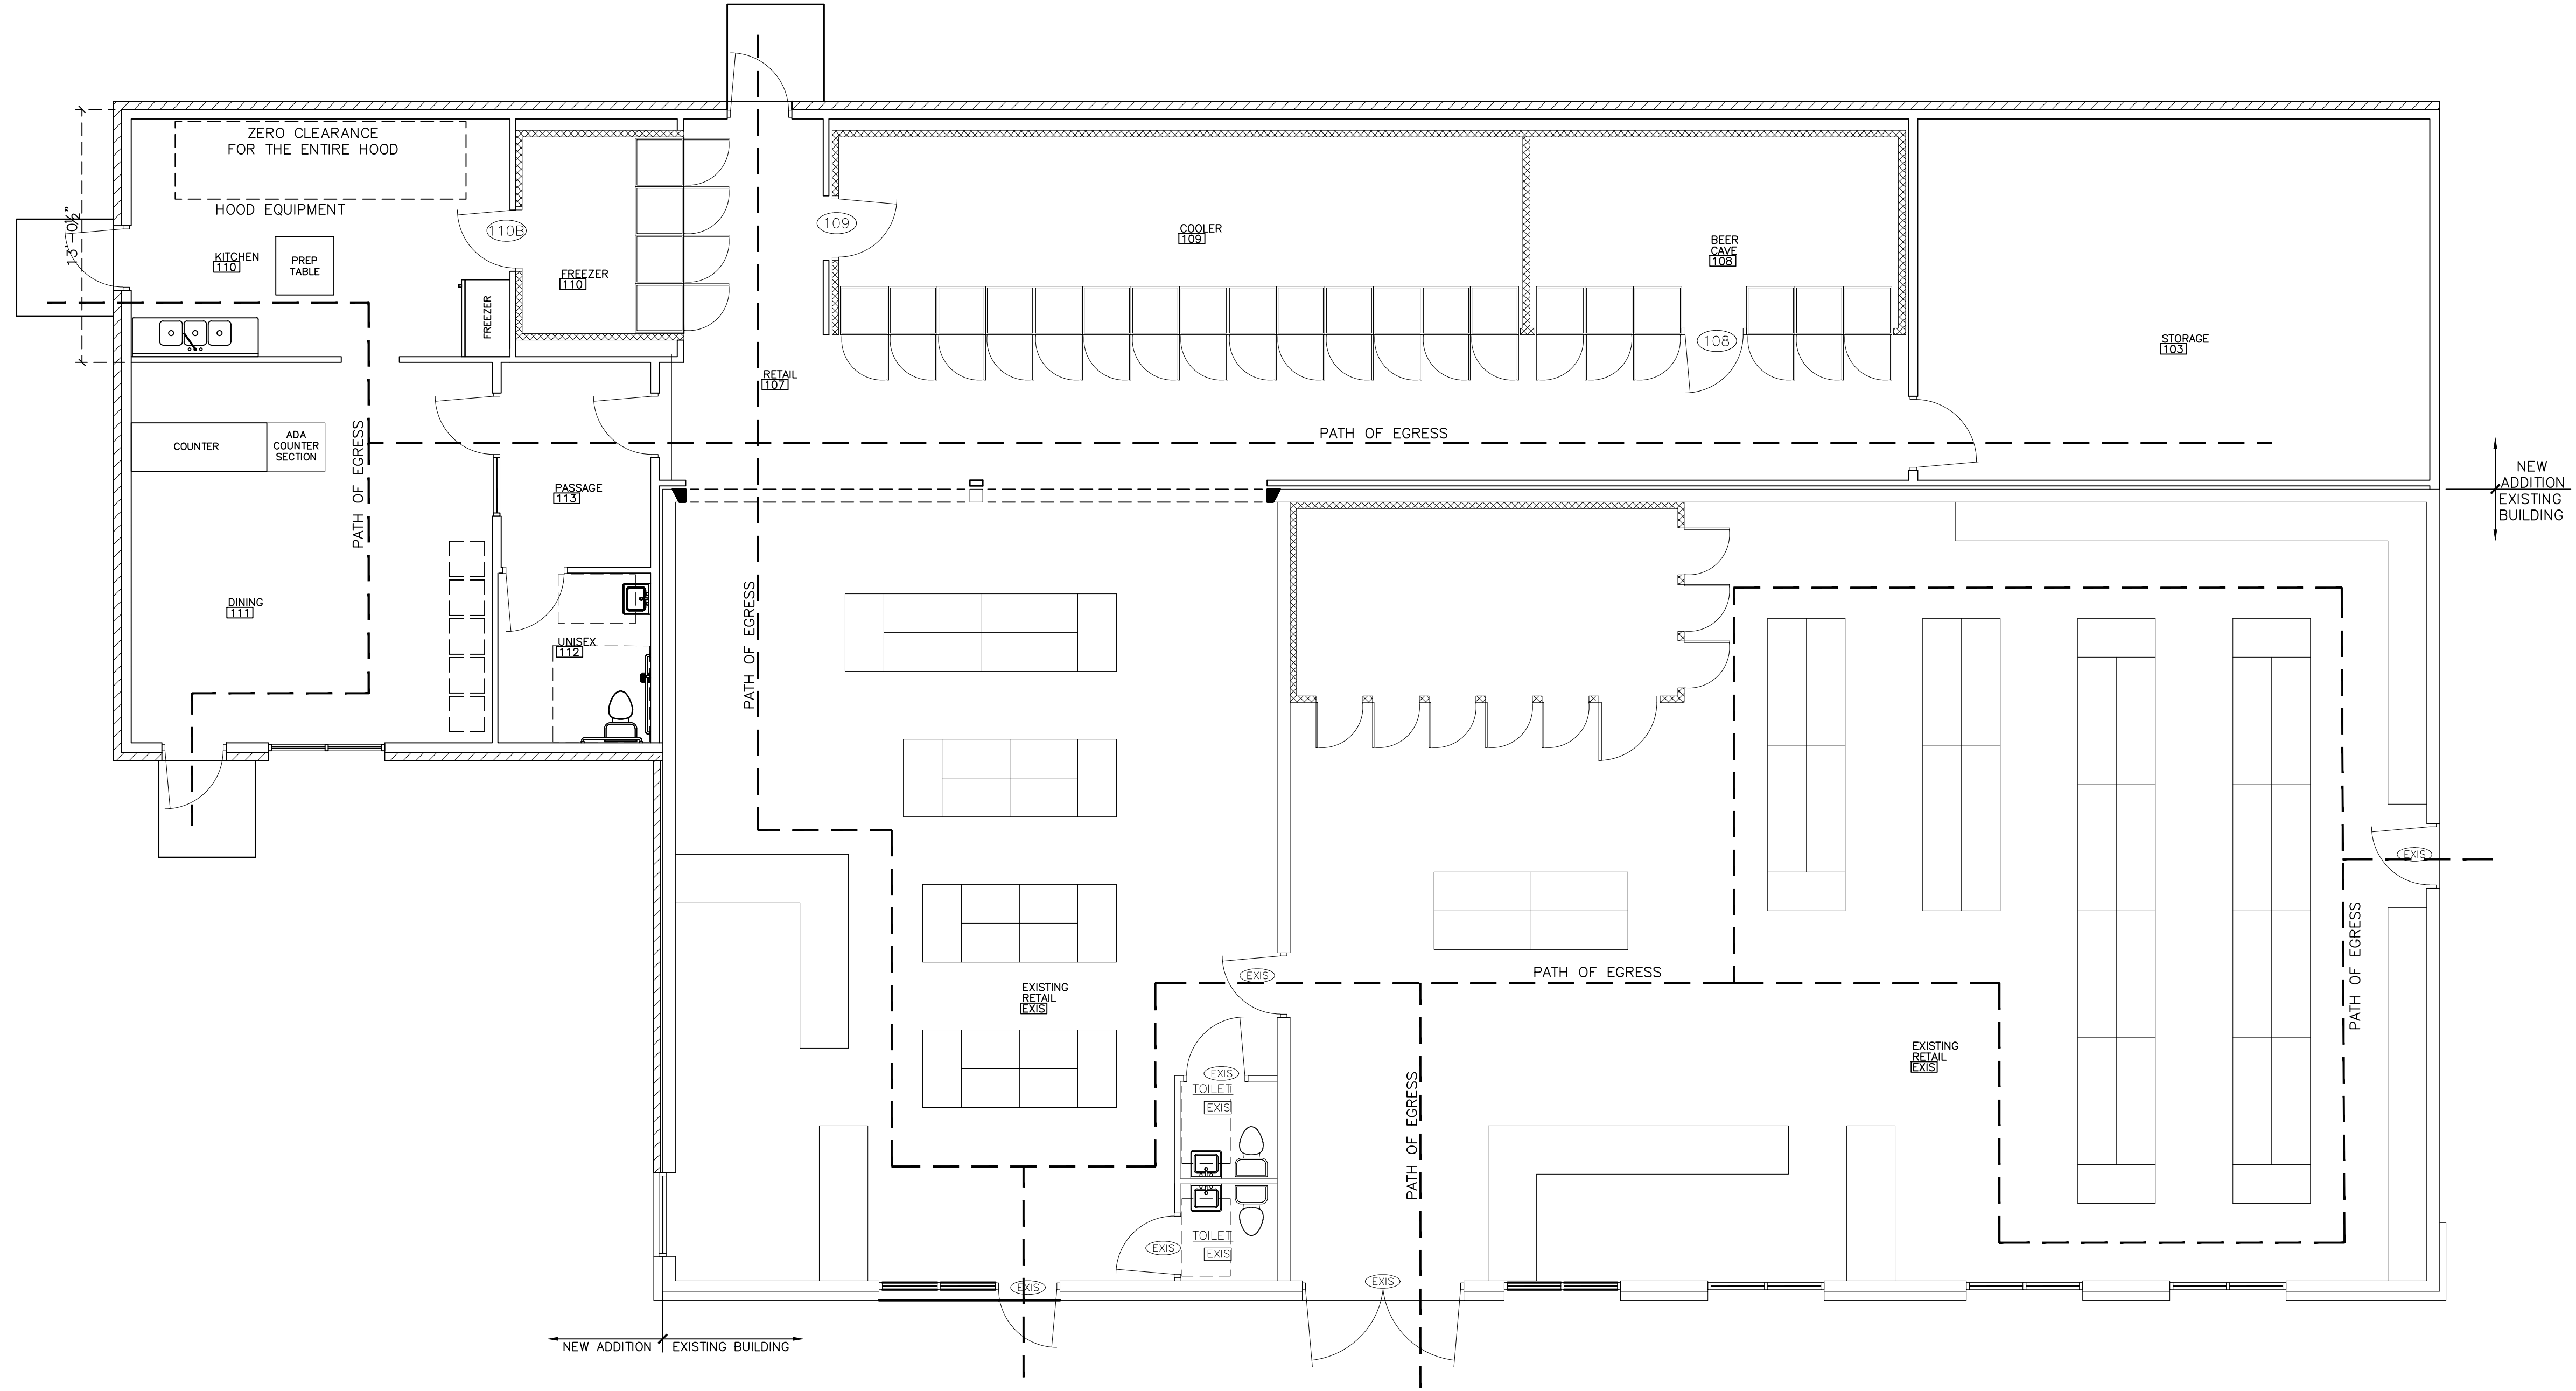 ZERO CLEARANCE
FOR THE ENTIRE HOOD
HOOD EQUIPMENT
13'-0½"
KITCHEN
110
PREP
TABLE
110B
FREEZER
110
FREEZER
109
COOLER
109
BEER
CAVE
108
108
STORAGE
103
RETAIL
107
PATH OF EGRESS
PATH OF EGRESS
COUNTER
ADA
COUNTER
SECTION
PASSAGE
113
NEW
ADDITION
EXISTING
BUILDING
DINING
111
UNISEX
112
PATH OF EGRESS
EXIS
PATH OF EGRESS
PATH OF EGRESS
EXIS
EXISTING
RETAIL
EXIS
EXISTING
RETAIL
EXIS
EXIS
TOILET
EXIS
PATH OF EGRESS
TOILET
EXIS
EXIS
EXIS
EXIS
NEW ADDITION
EXISTING BUILDING